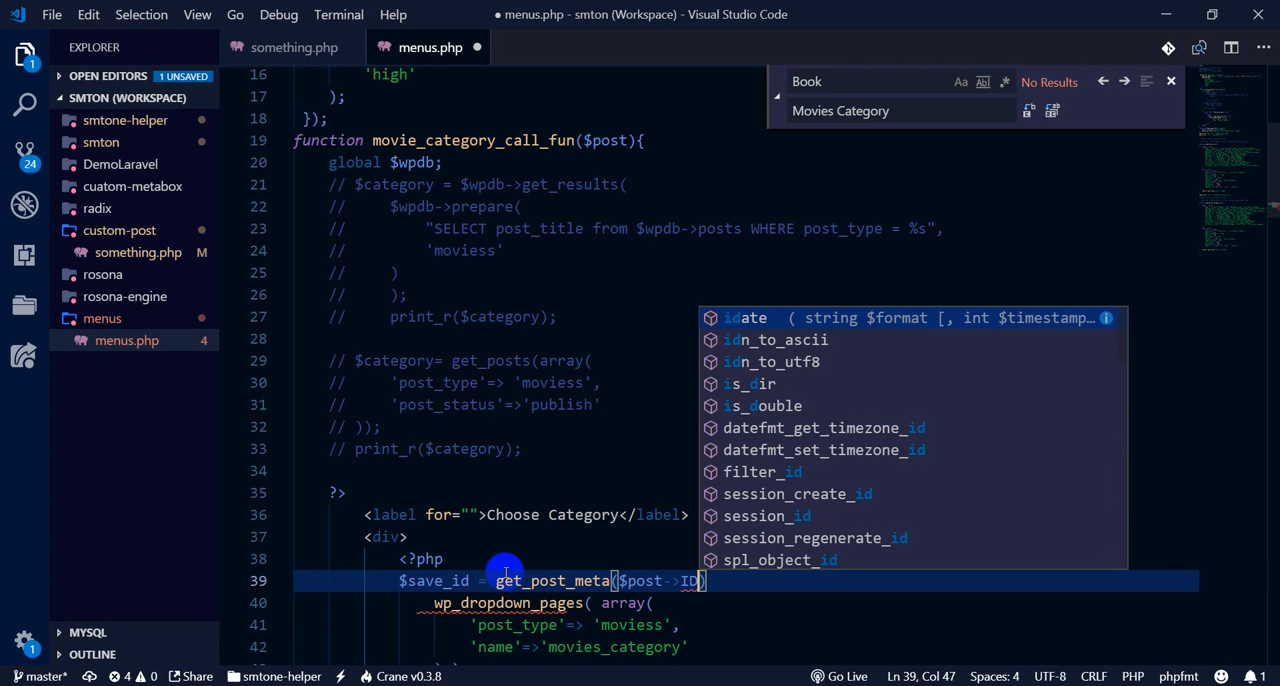 File Edit Selection View Go Debug Terminal Help
● menus.php - smton (Workspace) - Visual Studio Code
EXPLORER
something.php
menus.php
OPEN EDITORS 1 UNSAVED
SMTON (WORKSPACE)
smtone-helper
smton
DemoLaravel
cuatom-metabox
radix
custom-post
something.php M
rosona
rosona-engine
menus
menus.php 4
MYSQL
OUTLINE
1
24
1
Book
Aa Abl .* No Results
Movies Category
16 'high'
17 );
18 });
19 function movie_category_call_fun($post){
20 global $wpdb;
21 // $category = $wpdb->get_results(
22 // $wpdb->prepare(
23 // "SELECT post_title from $wpdb->posts WHERE post_type = %s",
24 // 'moviess'
25 // )
26 // );
27 // print_r($category);
28
29 // $category= get_posts(array(
30 // 'post_type'=> 'moviess',
31 // 'post_status'=>'publish'
32 // ));
33 // print_r($category);
34
35 ?>
36 <label for="">Choose Category</label>
37 <div>
38 <?php
39 $save_id = get_post_meta($post->ID)
40 wp_dropdown_pages( array(
41 'post_type'=> 'moviess',
42 'name'=>'movies_category'
idate ( string $format [, int $timestamp…
idn_to_ascii
idn_to_utf8
is_dir
is_double
datefmt_get_timezone_id
datefmt_set_timezone_id
filter_id
session_create_id
session_id
session_regenerate_id
spl_object_id
master* 4 0 Share smtone-helper Crane v0.3.8 Go Live Ln 39, Col 47 Spaces: 4 UTF-8 CRLF PHP phpfmt 1